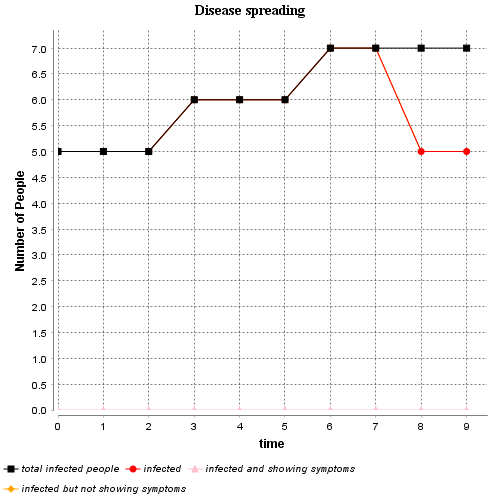 Disease spreading
Number of People
7.0
6.5
6.0
5.5
5.0
4.5
4.0
3.5
3.0
2.5
2.0
1.5
1.0
0.5
0.0
0 1 2 3 4 5 6 7 8 9
time
total infected people infected infected and showing symptoms
infected but not showing symptoms